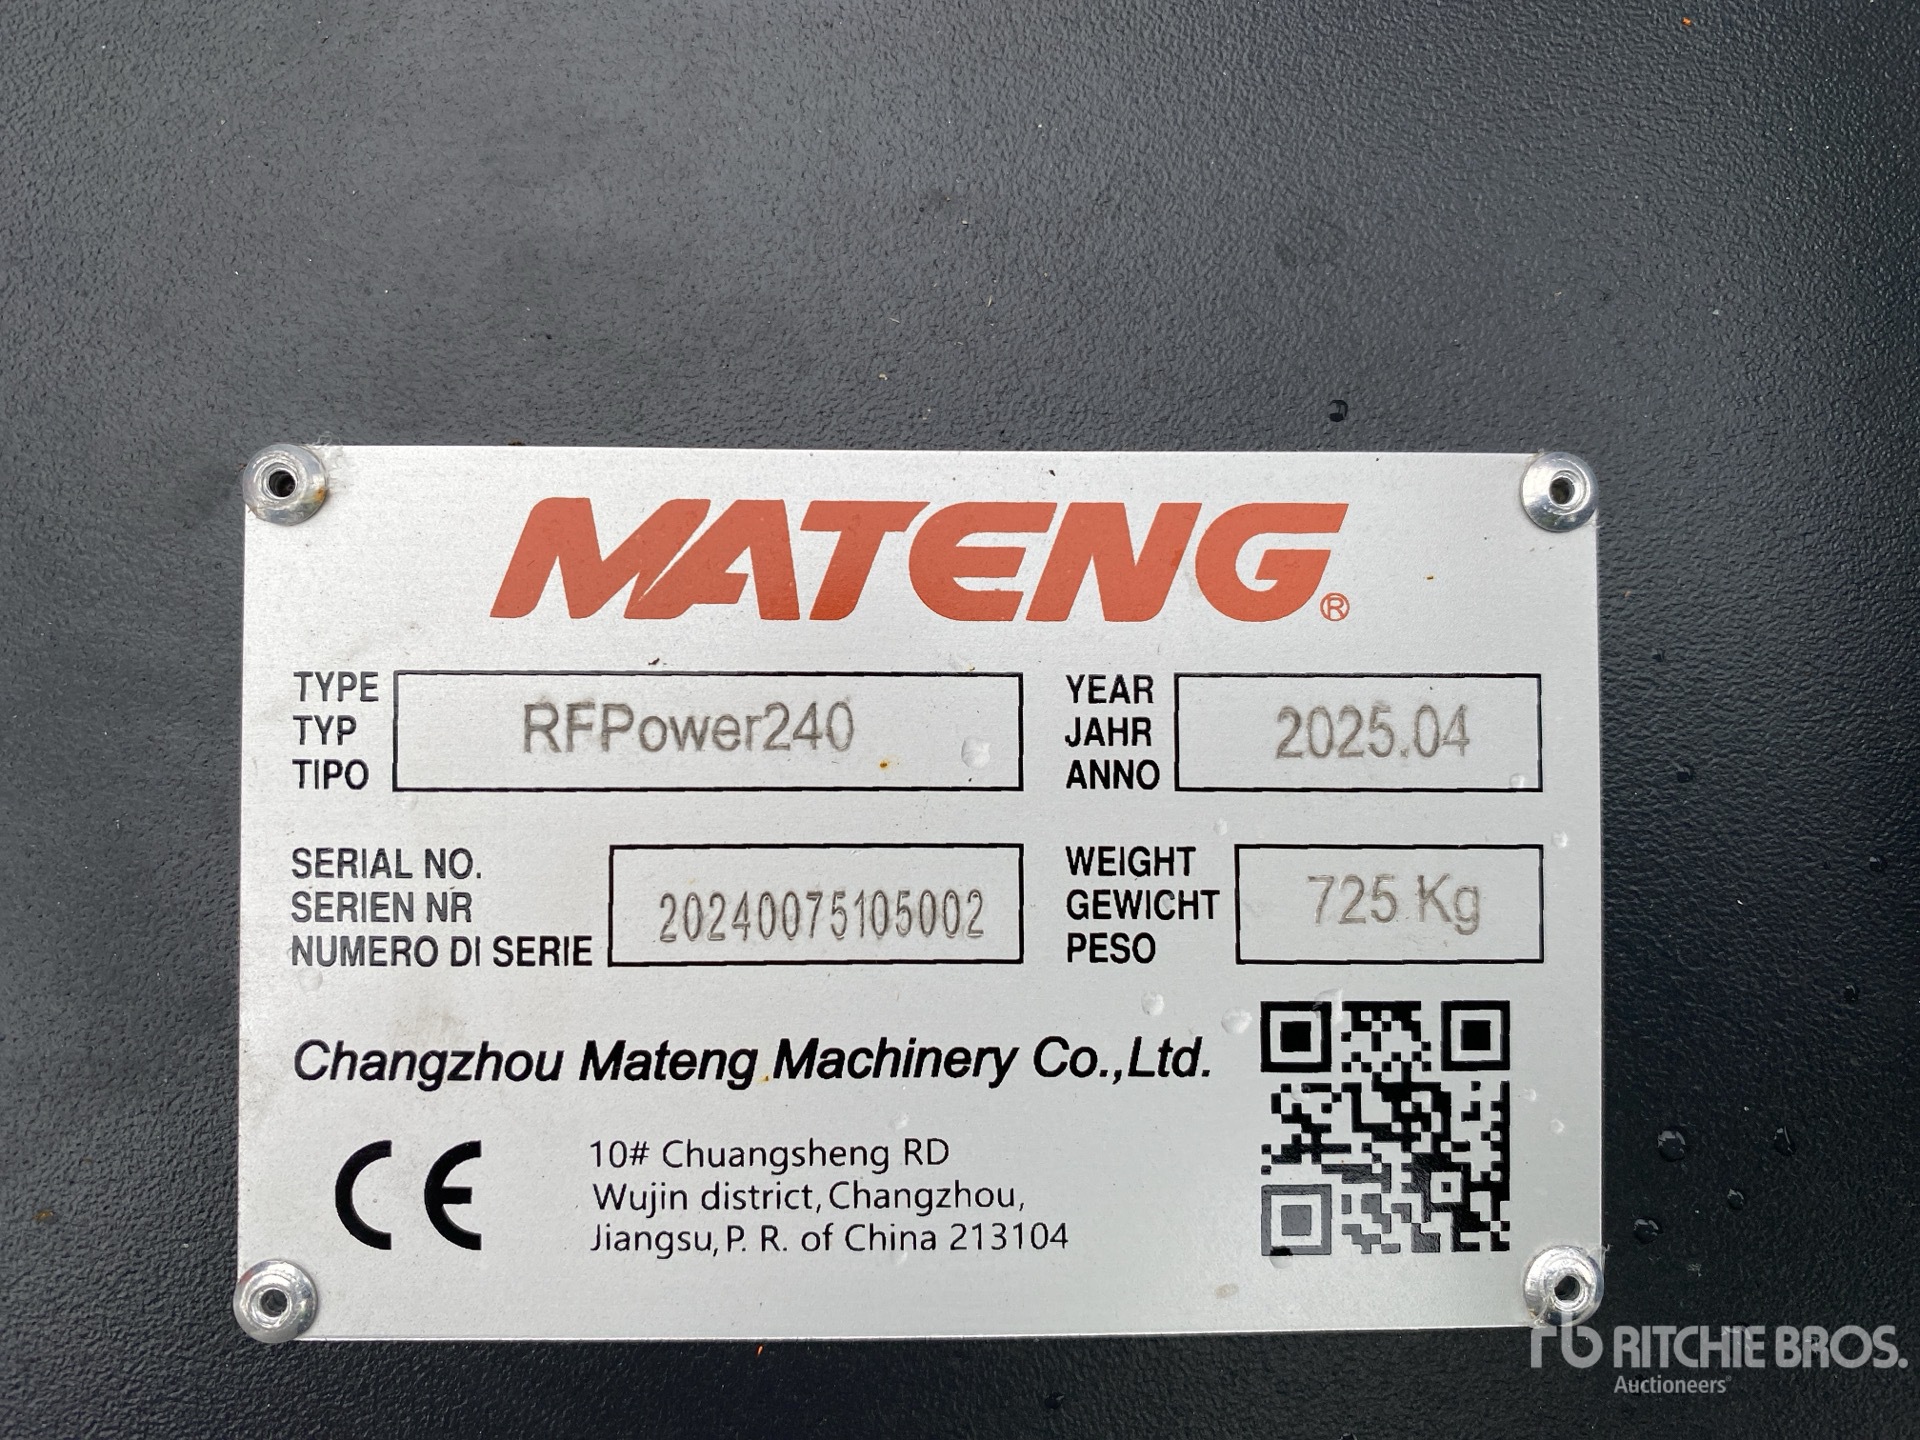 MATENG®
TYPE
TYP
TIPO
RFPower240
YEAR
JAHR
ANNO
2025.04
SERIAL NO.
SERIEN NR
NUMERO DI SERIE
20240075105002
WEIGHT
GEWICHT
PESO
725 Kg
Changzhou Mateng Machinery Co.,Ltd.
CE
10# Chuangsheng RD
Wujin district, Changzhou,
Jiangsu, P. R. of China 213104
rb RITCHIE BROS.
Auctioneers